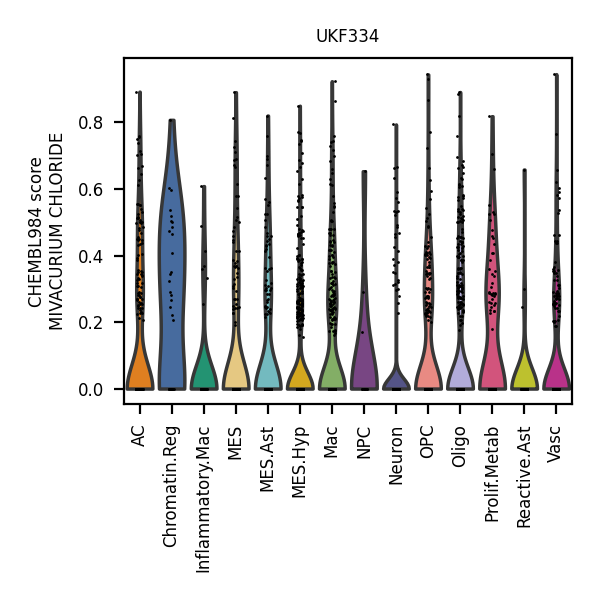 UKF334
CHEMBL984 score
MIVACURIUM CHLORIDE
0.8
0.6
0.4
0.2
0.0
AC
Chromatin.Reg
Inflammatory.Mac
MES
MES.Ast
MES.Hyp
Mac
NPC
Neuron
OPC
Oligo
Prolif.Metab
Reactive.Ast
Vasc